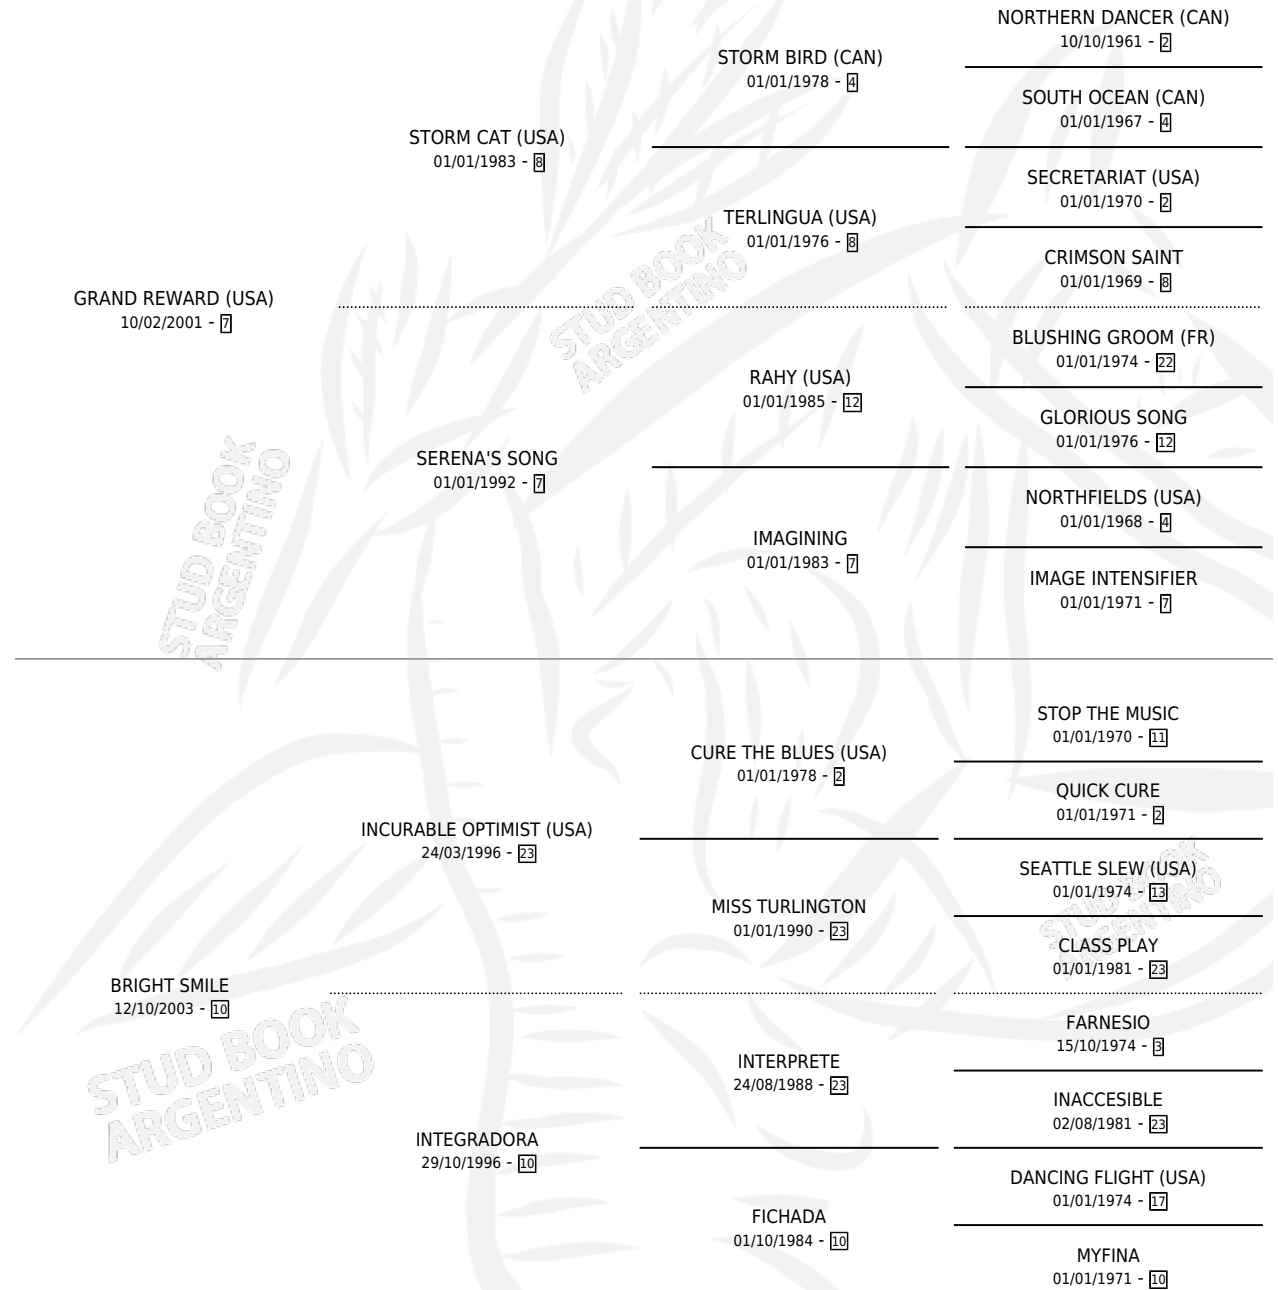 NORTHERN DANCER (CAN)
10/10/1961 - 2
STORM BIRD (CAN)
01/01/1978 - 4
SOUTH OCEAN (CAN)
01/01/1967 - 4
STORM CAT (USA)
01/01/1983 - 8
SECRETARIAT (USA)
01/01/1970 - 2
TERLINGUA (USA)
01/01/1976 - 8
CRIMSON SAINT
01/01/1969 - 8
GRAND REWARD (USA)
10/02/2001 - 7
STUD BOOK
ARGENTINO
BLUSHING GROOM (FR)
01/01/1974 - 22
RAHY (USA)
01/01/1985 - 12
GLORIOUS SONG
01/01/1976 - 12
SERENA'S SONG
01/01/1992 - 7
NORTHFIELDS (USA)
01/01/1968 - 4
IMAGINING
01/01/1983 - 7
IMAGE INTENSIFIER
01/01/1971 - 7
STUD BOOK
ARGENTINO
STOP THE MUSIC
01/01/1970 - 11
CURE THE BLUES (USA)
01/01/1978 - 2
QUICK CURE
01/01/1971 - 2
INCURABLE OPTIMIST (USA)
24/03/1996 - 23
SEATTLE SLEW (USA)
01/01/1974 - 13
MISS TURLINGTON
01/01/1990 - 23
STUD BOOK
ARGENTINO
CLASS PLAY
01/01/1981 - 23
BRIGHT SMILE
12/10/2003 - 10
FARNESIO
15/10/1974 - 3
INTERPRETE
24/08/1988 - 23
INACCESIBLE
02/08/1981 - 23
STUD BOOK
ARGENTINO
INTEGRADORA
29/10/1996 - 10
DANCING FLIGHT (USA)
01/01/1974 - 17
FICHADA
01/10/1984 - 10
MYFINA
01/01/1971 - 10